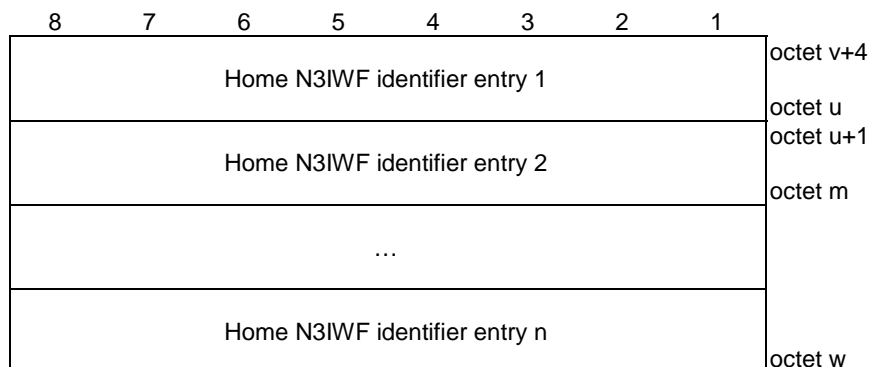 8 7 6 5 4 3 2 1
octet v+4
Home N3IWF identifier entry 1
octet u
octet u+1
Home N3IWF identifier entry 2
octet m
…
Home N3IWF identifier entry n
octet w